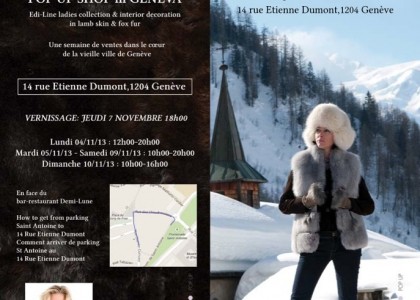 POP UP SHOP in GENEVA
Edi-Line ladies collection & interior decoration
in lamb skin & fox fur
Une semaine de ventes dans le cœur
de la vieille ville de Genève
14 rue Etienne Dumont,1204 Genève
VERNISSAGE: JEUDI 7 NOVEMBRE 18h00
Lundi 04/11/13 : 12h00-20h00
Mardi 05/11/13 - Samedi 09/11/13 : 10h00-20h00
Dimanche 10/11/13 : 10h00-16h00
En face du
bar-restaurant Demi-Lune
How to get from parking
Saint Antoine to
14 Rue Etienne Dumont
Comment arriver de parking
St Antoine au
14 Rue Etienne Dumont
14 rue Etienne Dumont,1204 Genève
POP UP